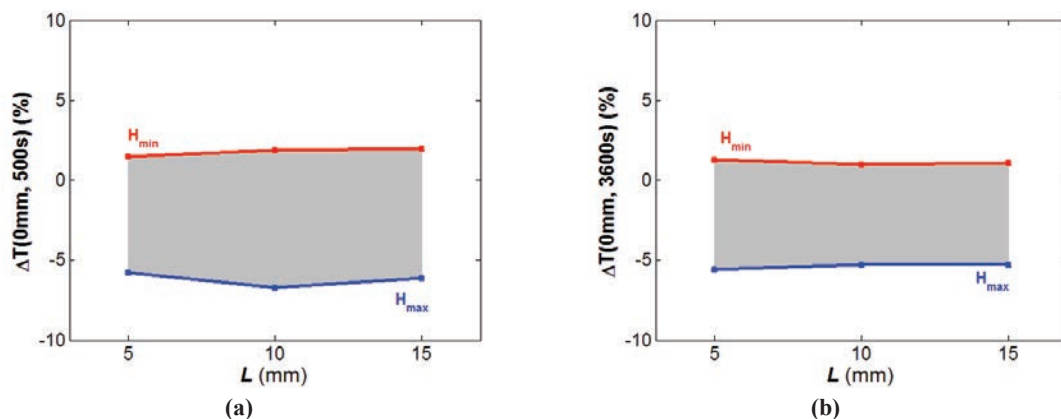 10
5
0
-5
-10
ΔT(0mm, 500s) (%)
H_min
H_max
5 10 15
L (mm)
(a)
10
5
0
-5
-10
ΔT(0mm, 3600s) (%)
H_min
H_max
5 10 15
L (mm)
(b)